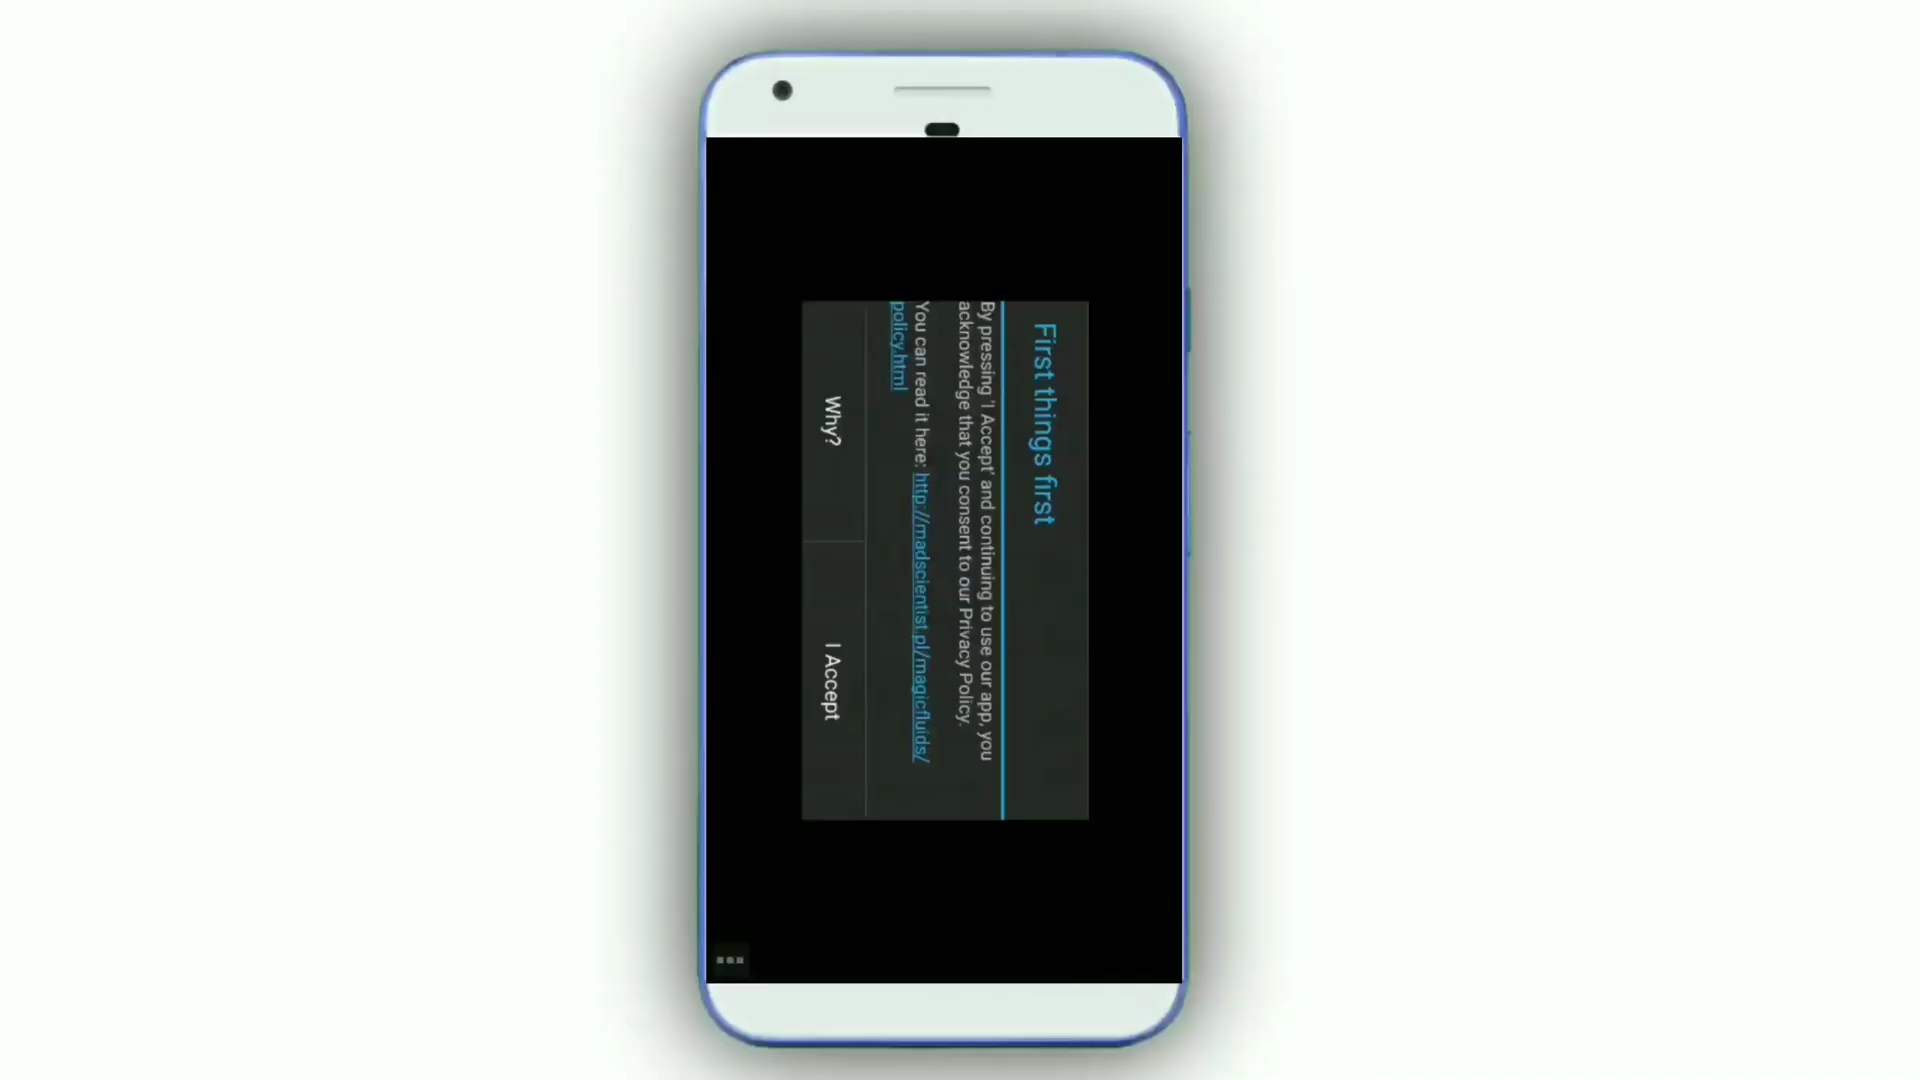 First things first
By pressing 'I Accept' and continuing to use our app, you
acknowledge that you consent to our Privacy Policy.
You can read it here: http://madscientist.pl/magicfluids/
policy.html
Why?
I Accept